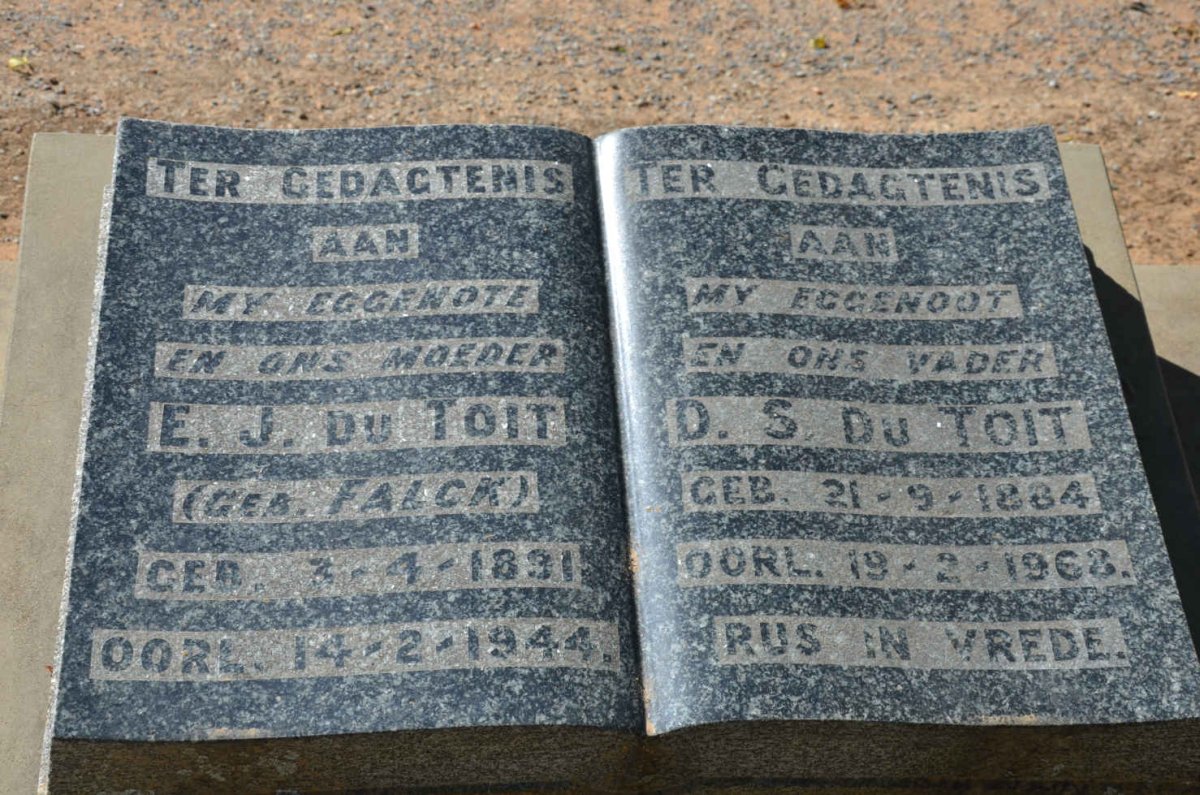 TER GEDAGTENIS
AAN
MY EGGENOTE
EN ONS MOEDER
E. J. DU TOIT
(GEB. FALCK)
GEB. 3-4-1891
OORL. 14-2-1944.
TER GEDAGTENIS
AAN
MY EGGENOOT
EN ONS VADER
D. S. DU TOIT
GEB. 21-9-1884
OORL. 19-2-1968.
RUS IN VREDE.